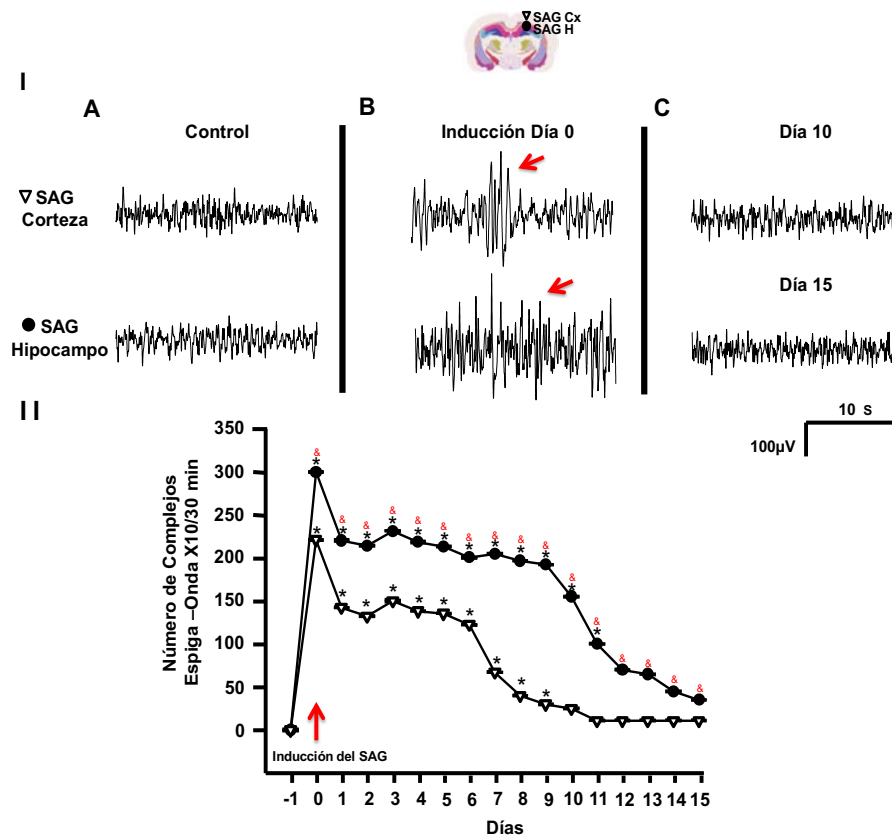 ▽ SAG Cx
● SAG H
I
A
B
C
Control
Inducción Día 0
Día 10
▽ SAG
Corteza
Día 15
● SAG
Hipocampo
II
10 S
100µV
Número de Complejos
Espiga –Onda X10/30 min
350
300
250
200
150
100
50
0
& & & & & & & & & & & & & & & &
* * * * * * * * * * * *
* * * * * * * * * *
Inducción del SAG
-1 0 1 2 3 4 5 6 7 8 9 10 11 12 13 14 15
Días